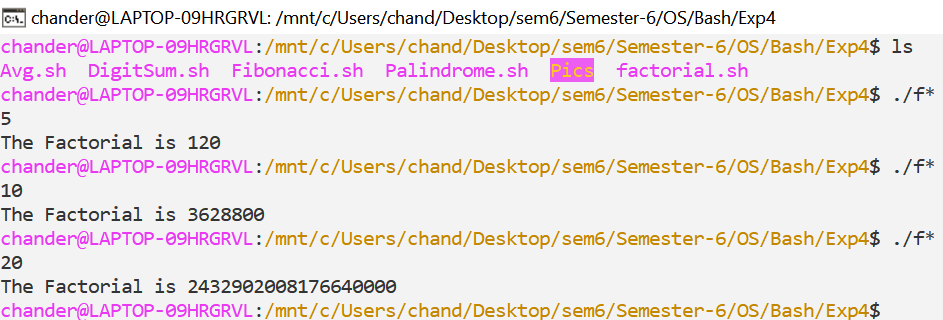 chander@LAPTOP-09HRGRVL: /mnt/c/Users/chand/Desktop/sem6/Semester-6/OS/Bash/Exp4
chander@LAPTOP-09HRGRVL:/mnt/c/Users/chand/Desktop/sem6/Semester-6/OS/Bash/Exp4$ ls
Avg.sh  DigitSum.sh  Fibonacci.sh  Palindrome.sh  Pics  factorial.sh
chander@LAPTOP-09HRGRVL:/mnt/c/Users/chand/Desktop/sem6/Semester-6/OS/Bash/Exp4$ ./f*
5
The Factorial is 120
chander@LAPTOP-09HRGRVL:/mnt/c/Users/chand/Desktop/sem6/Semester-6/OS/Bash/Exp4$ ./f*
10
The Factorial is 3628800
chander@LAPTOP-09HRGRVL:/mnt/c/Users/chand/Desktop/sem6/Semester-6/OS/Bash/Exp4$ ./f*
20
The Factorial is 2432902008176640000
chander@LAPTOP-09HRGRVL:/mnt/c/Users/chand/Desktop/sem6/Semester-6/OS/Bash/Exp4$